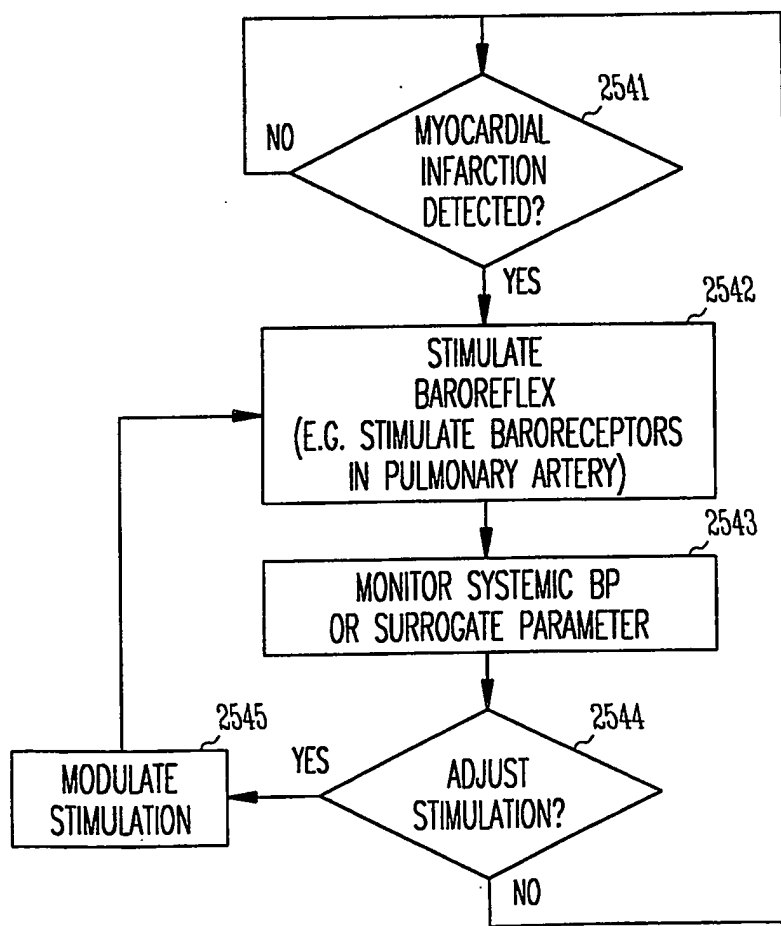 2541
NO
MYOCARDIAL
INFARCTION
DETECTED?
YES
2542
STIMULATE
BAROREFLEX
(E.G. STIMULATE BARORECEPTORS
IN PULMONARY ARTERY)
2543
MONITOR SYSTEMIC BP
OR SURROGATE PARAMETER
2544
2545
YES
ADJUST
STIMULATION?
MODULATE
STIMULATION
NO